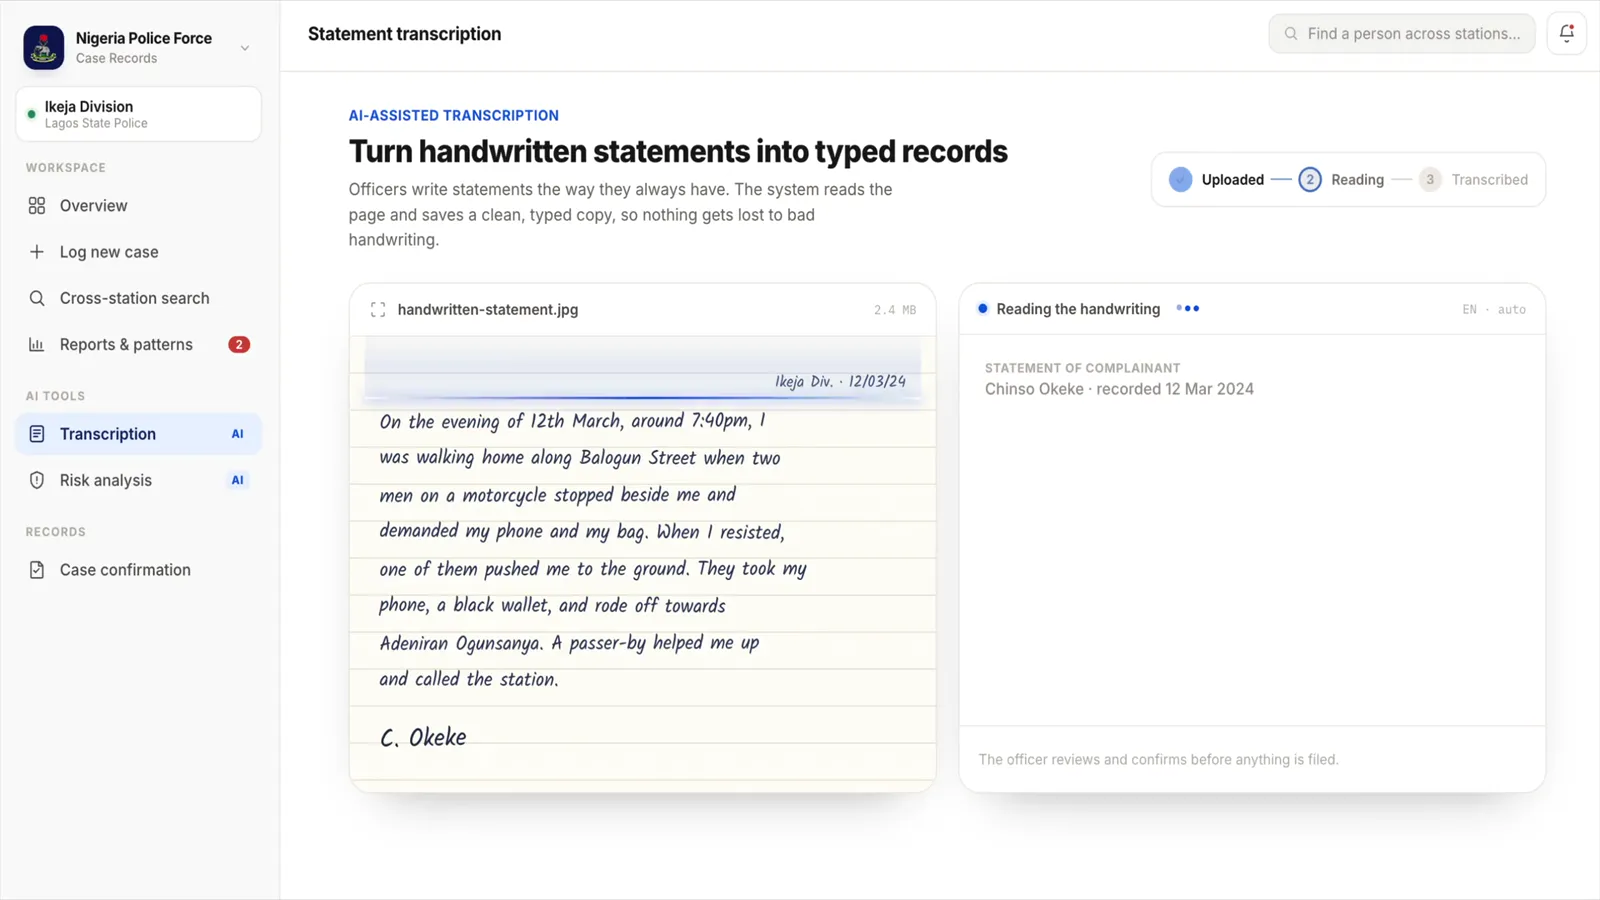 Nigeria Police Force
Case Records
Ikeja Division
Lagos State Police
WORKSPACE
Overview
Log new case
Cross-station search
Reports & patterns
2
AI TOOLS
Transcription
AI
Risk analysis
AI
RECORDS
Case confirmation
Statement transcription
Find a person across stations...
AI-ASSISTED TRANSCRIPTION
Turn handwritten statements into typed records
Officers write statements the way they always have. The system reads the
page and saves a clean, typed copy, so nothing gets lost to bad
handwriting.
Uploaded
2
Reading
3
Transcribed
handwritten-statement.jpg
2.4 MB
Ikeja Div. · 12/03/24
On the evening of 12th March, around 7:40pm, I
was walking home along Balogun Street when two
men on a motorcycle stopped beside me and
demanded my phone and my bag. When I resisted,
one of them pushed me to the ground. They took my
phone, a black wallet, and rode off towards
Adeniran Ogunsanya. A passer-by helped me up
and called the station.
C. Okeke
Reading the handwriting
EN · auto
STATEMENT OF COMPLAINANT
Chinso Okeke · recorded 12 Mar 2024
The officer reviews and confirms before anything is filed.